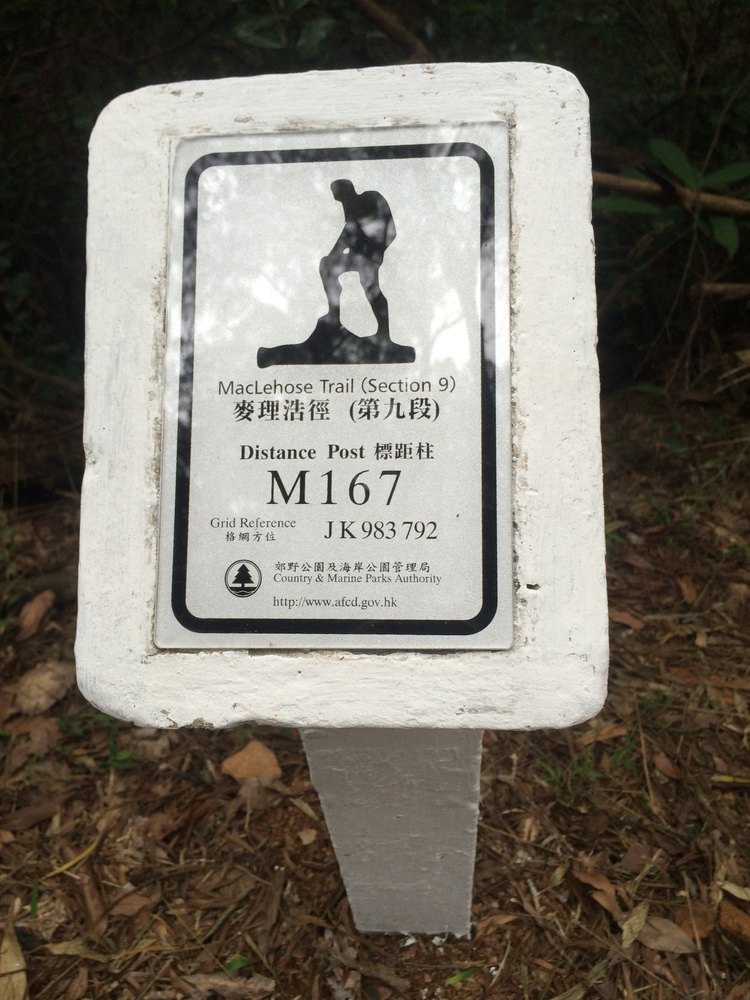 MacLehose Trail (Section 9)
麥理浩徑 (第九段)
Distance Post 標距柱
M167
Grid Reference JK 983 792
格網方位
郊野公園及海岸公園管理局
Country & Marine Parks Authority
http://www.afcd.gov.hk